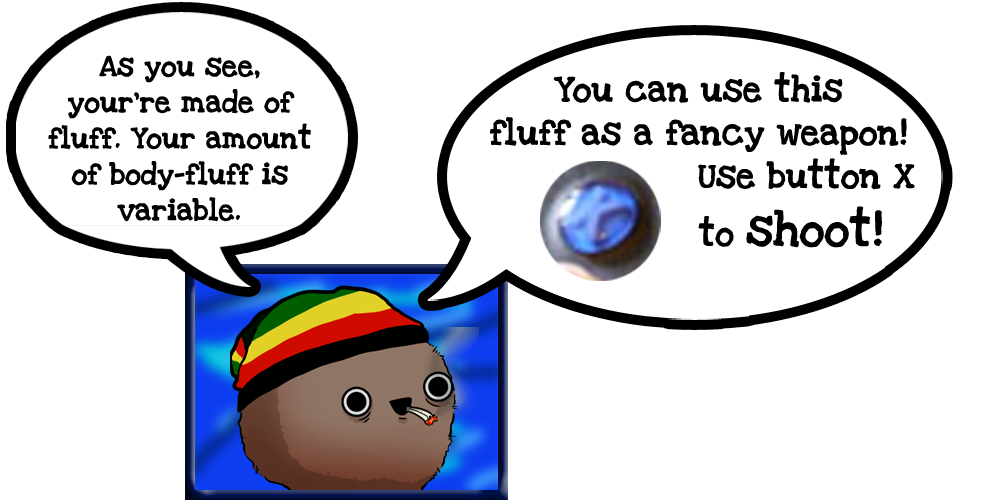 As you see,
your're made of
fluff. Your amount
of body-fluff is
variable.
You can use this
fluff as a fancy weapon!
X
Use button X
to shoot!